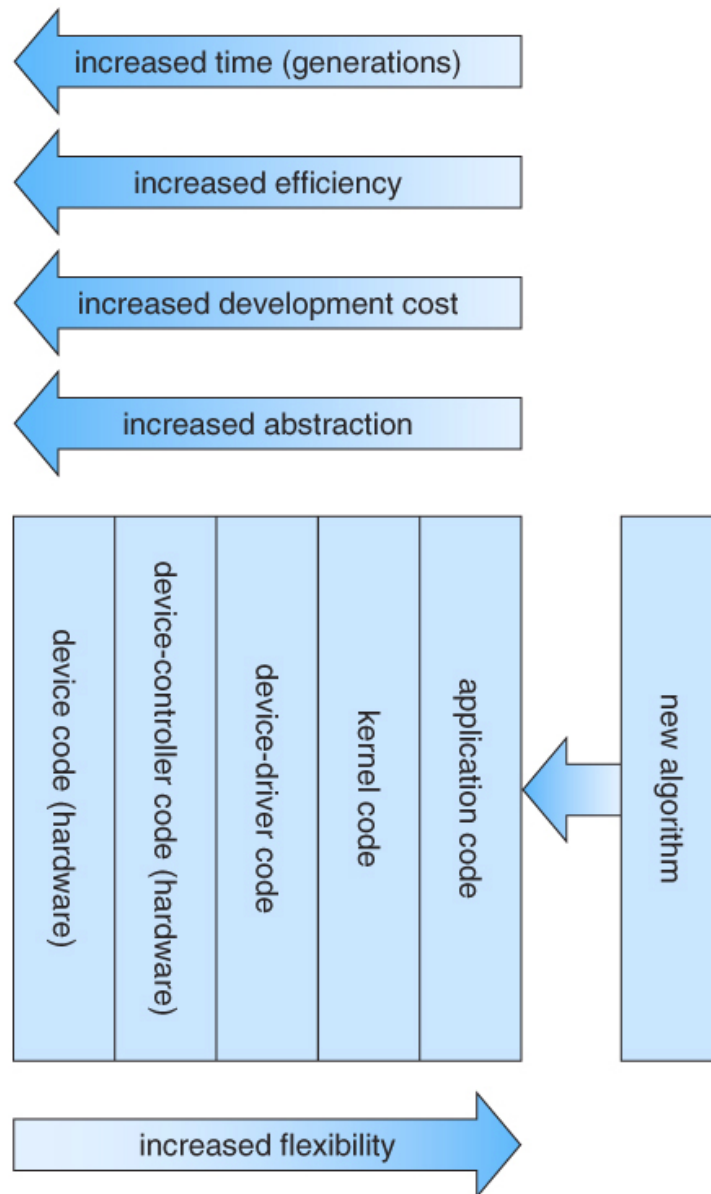 increased time (generations)
increased efficiency
increased development cost
increased abstraction
device code (hardware)
device-controller code (hardware)
device-driver code
kernel code
application code
new algorithm
increased flexibility